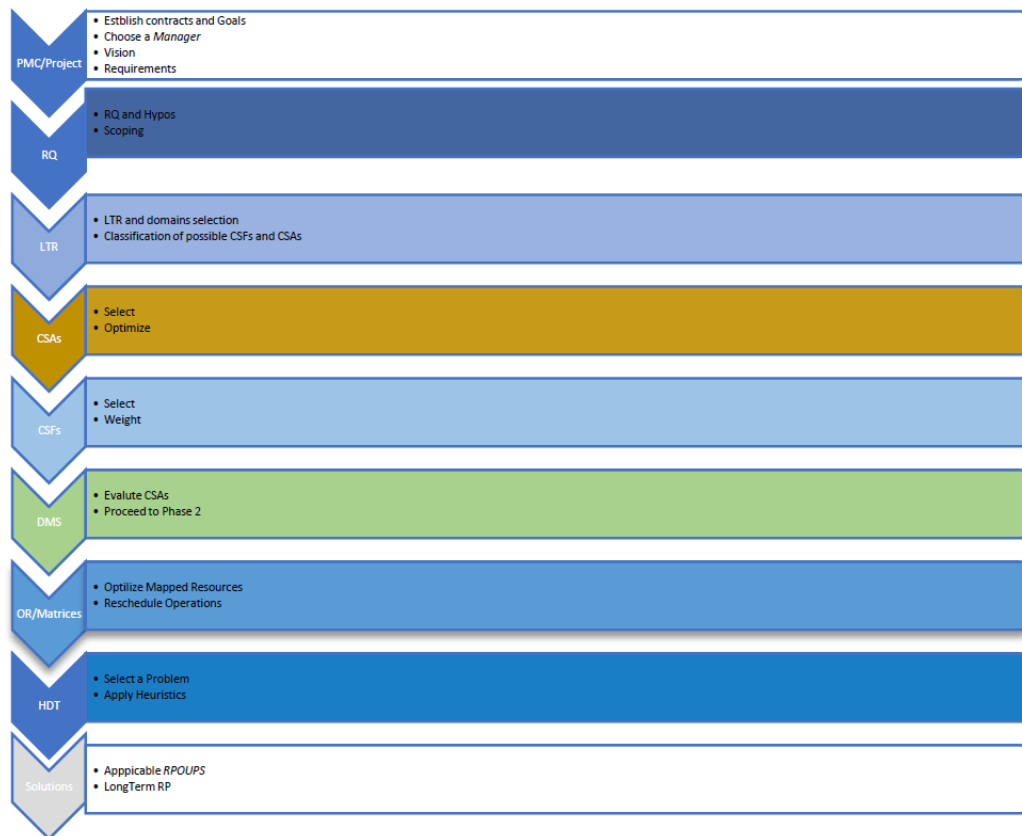 PMC/Project
• Estblish contracts and Goals
• Choose a Manager
• Vision
• Requirements
RQ
• RQ and Hypos
• Scoping
LTR
• LTR and domains selection
• Classification of possible CSFs and CSAs
CSAs
• Select
• Optimize
CSFs
• Select
• Weight
DMS
• Evalute CSAs
• Proceed to Phase 2
OR/Matrices
• Optilize Mapped Resources
• Reschedule Operations
HDT
• Select a Problem
• Apply Heuristics
Solutions
• Apppicable RPOUPS
• LongTerm RP